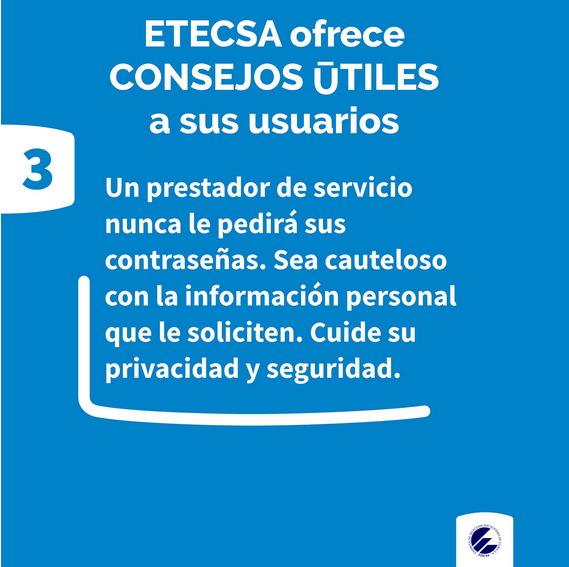 ETECSA ofrece
CONSEJOS ŪTILES
a sus usuarios
3
Un prestador de servicio
nunca le pedirá sus
contraseñas. Sea cauteloso
con la información personal
que le soliciten. Cuide su
privacidad y seguridad.